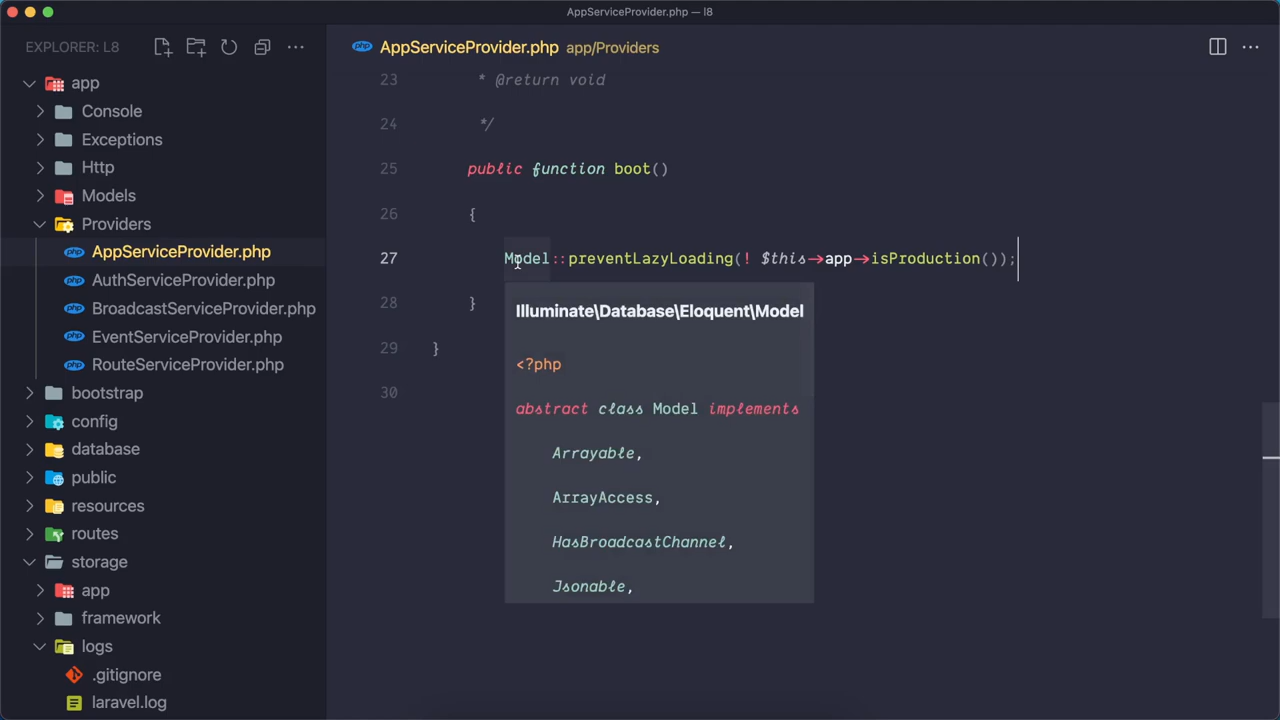 AppServiceProvider.php — l8
EXPLORER: L8
app
Console
Exceptions
Http
Models
Providers
AppServiceProvider.php
AuthServiceProvider.php
BroadcastServiceProvider.php
EventServiceProvider.php
RouteServiceProvider.php
bootstrap
config
database
public
resources
routes
storage
app
framework
logs
.gitignore
laravel.log
php AppServiceProvider.php app/Providers
23 * @return void
24 */
25 public function boot()
26 {
27 Model::preventLazyLoading(! $this->app->isProduction());
28 }
29 }
30
Illuminate\Database\Eloquent\Model
<?php
abstract class Model implements
Arrayable,
ArrayAccess,
HasBroadcastChannel,
Jsonable,